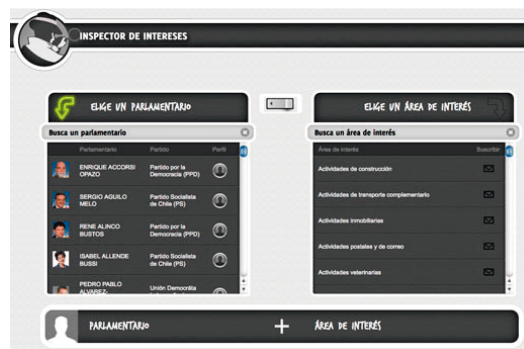 INSPECTOR DE INTERESES
ELIGE UN PARLAMENTARIO
Busca un parlamentario
Parlamentario Partido Perfil
ENRIQUE ACCORSI
OPAZO
Partido por la
Democracia (PPD)
SERGIO AGUILO
MELO
Partido Socialista
de Chile (PS)
RENE ALINCO
BUSTOS
Partido por la
Democracia (PPD)
ISABEL ALLENDE
BUSSI
Partido Socialista
de Chile (PS)
PEDRO PABLO
ALVAREZ-
Unión Demócrata
ELIGE UN ÁREA DE INTERÉS
Busca un área de interés
Área de interés Suscribir
Actividades de construcción
Actividades de transporte complementario
Actividades inmobiliarias
Actividades postales y de correo
Actividades veterinarias
PARLAMENTARIO + ÁREA DE INTERÉS